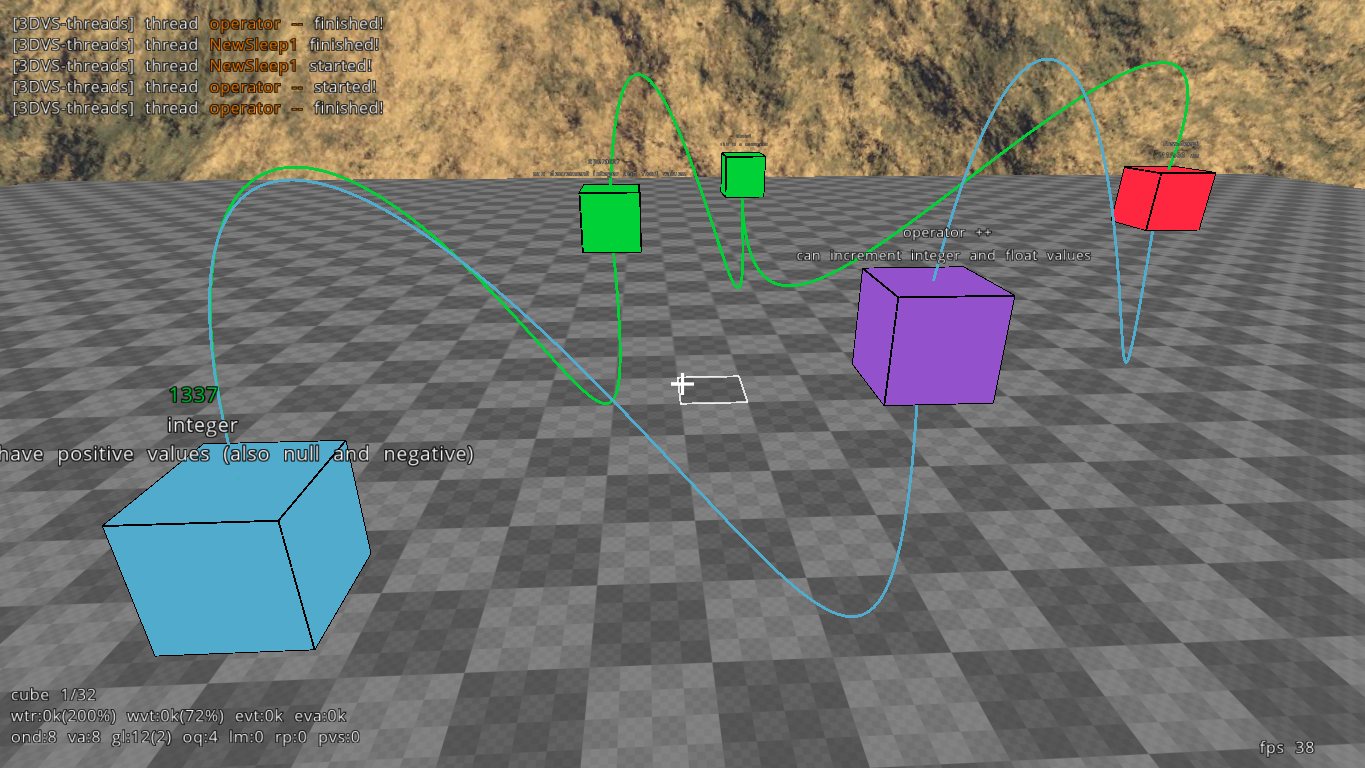 [3DVS-threads] thread operator -- finished!
[3DVS-threads] thread NewSleep1 finished!
[3DVS-threads] thread NewSleep1 started!
[3DVS-threads] thread operator -- started!
[3DVS-threads] thread operator -- finished!
operator ++
can increment integer and float values
1337
integer
have positive values (also null and negative)
cube 1/32
wtr:0k(200%) wvt:0k(72%) evt:0k eva:0k
ond:8 va:8 gl:12(2) oq:4 lm:0 rp:0 pvs:0
fps 38